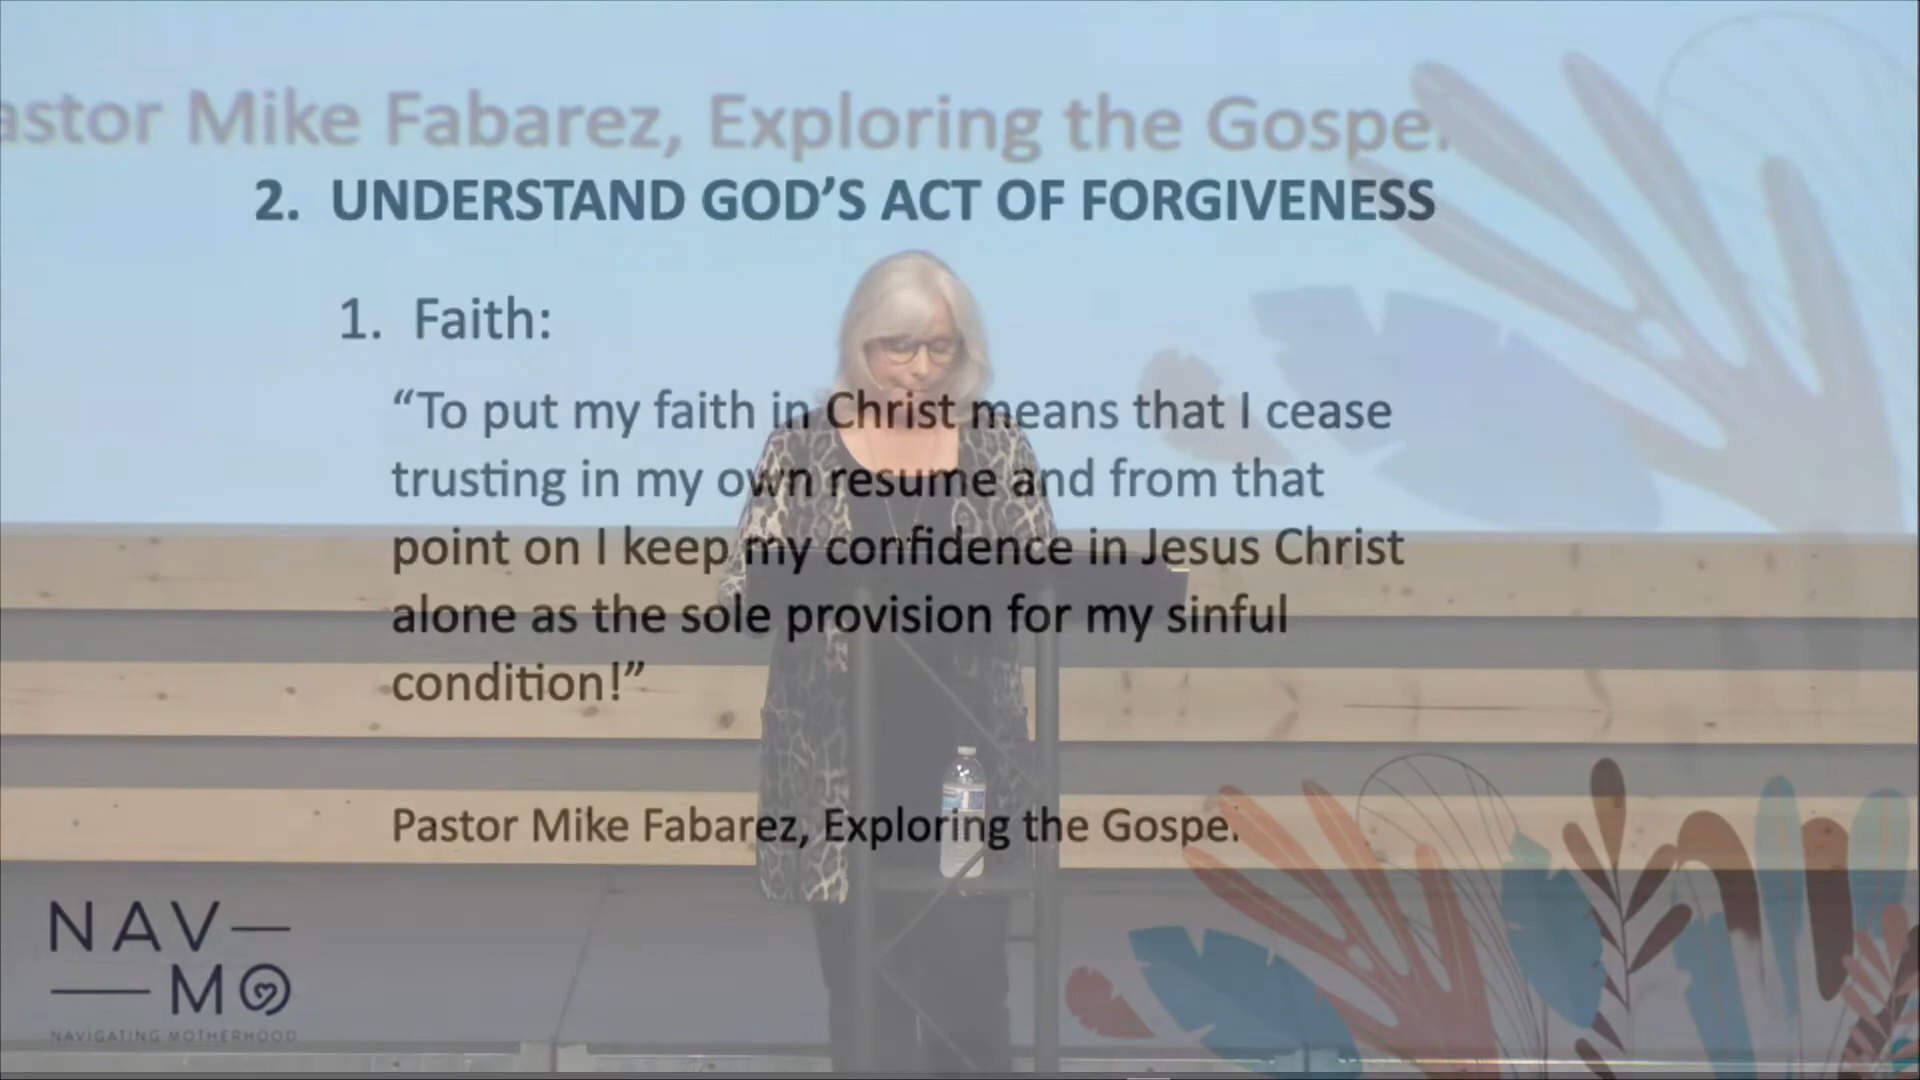 astor Mike Fabarez, Exploring the Gospel
2. UNDERSTAND GOD’S ACT OF FORGIVENESS
1. Faith:
“To put my faith in Christ means that I cease
trusting in my own resume and from that
point on I keep my confidence in Jesus Christ
alone as the sole provision for my sinful
condition!”
Pastor Mike Fabarez, Exploring the Gospel
NAV
MO
NAVIGATING MOTHERHOOD